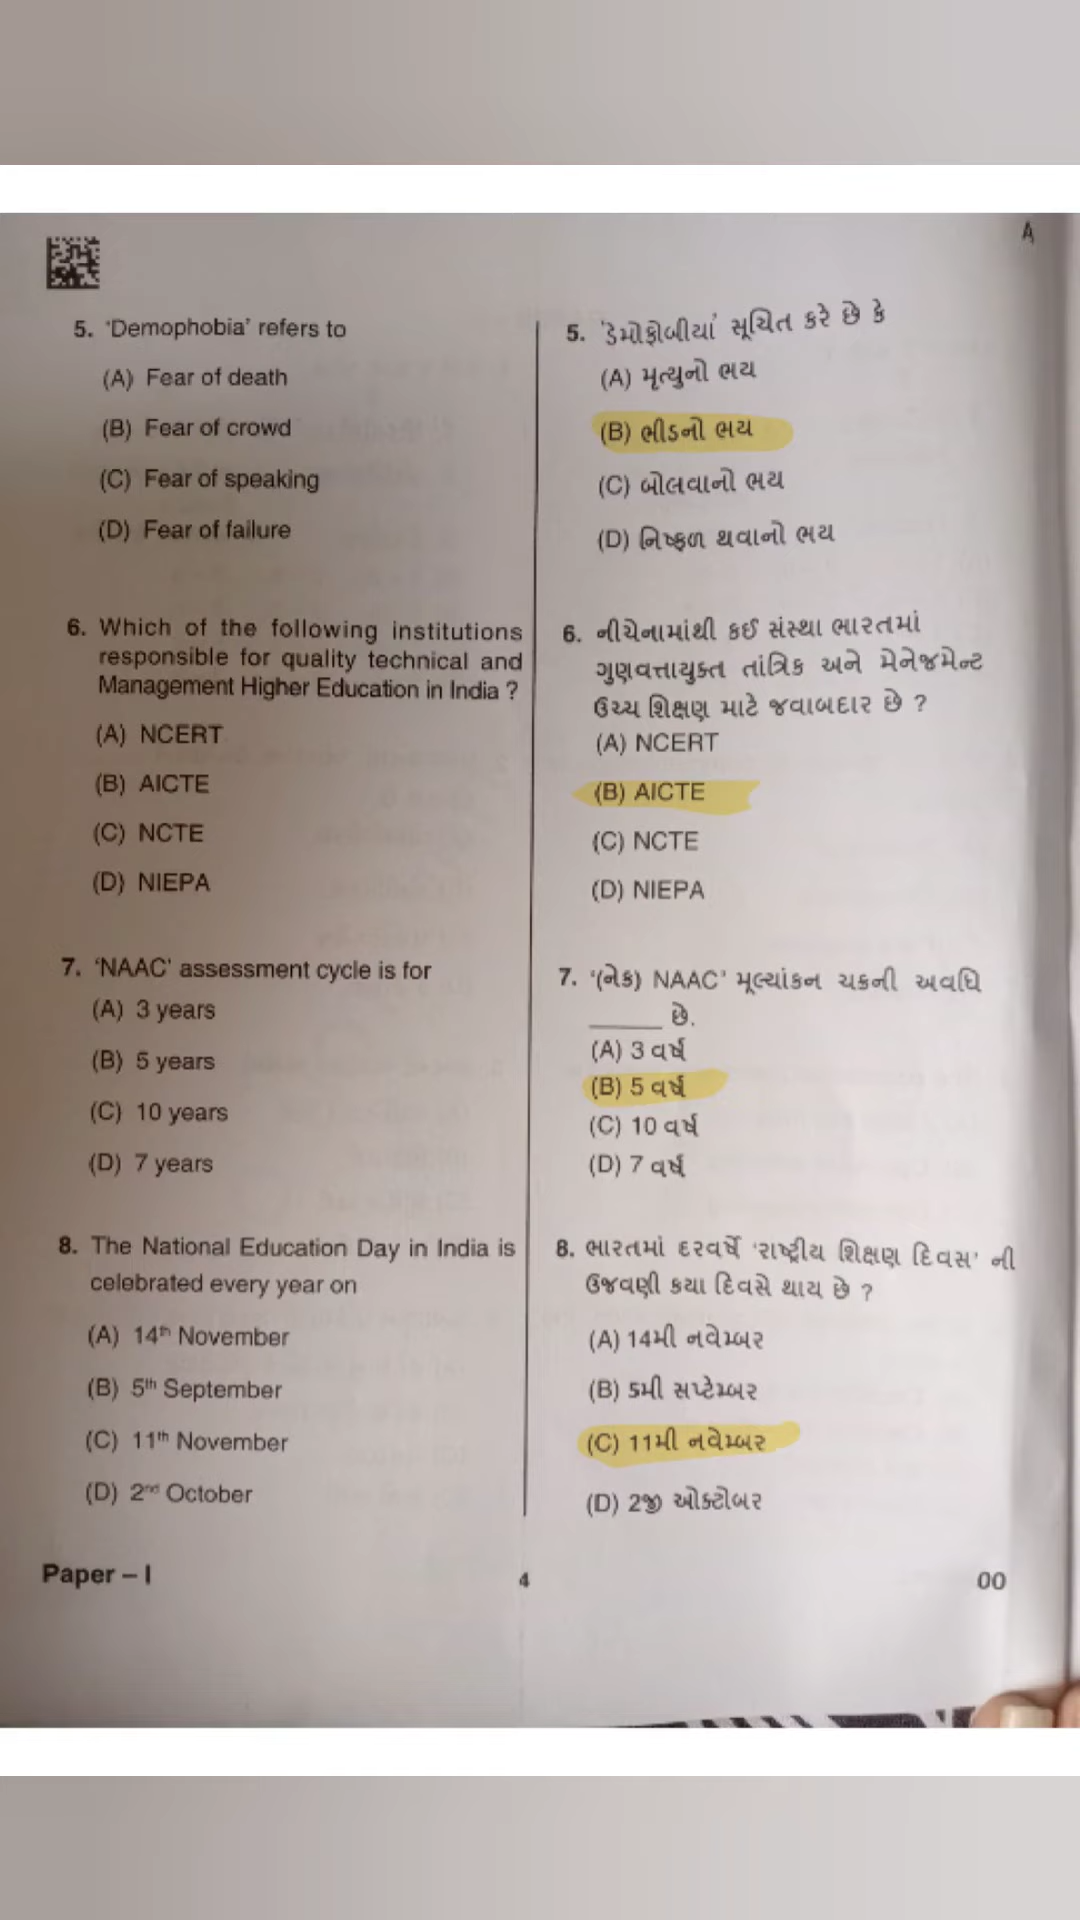 A
5. 'Demophobia' refers to
(A) Fear of death
(B) Fear of crowd
(C) Fear of speaking
(D) Fear of failure
6. Which of the following institutions
responsible for quality technical and
Management Higher Education in India ?
(A) NCERT
(B) AICTE
(C) NCTE
(D) NIEPA
7. 'NAAC' assessment cycle is for
(A) 3 years
(B) 5 years
(C) 10 years
(D) 7 years
8. The National Education Day in India is
celebrated every year on
(A) 14th November
(B) 5th September
(C) 11th November
(D) 2nd October
5. 'ડેમોફોબીયા' સૂચિત કરે છે કે
(A) મૃત્યુનો ભય
(B) ભીડનો ભય
(C) બોલવાનો ભય
(D) નિષ્ફળ થવાનો ભય
6. નીચેનામાંથી કઈ સંસ્થા ભારતમાં
ગુણવત્તાયુક્ત તાંત્રિક અને મેનેજમેન્ટ
ઉચ્ચ શિક્ષણ માટે જવાબદાર છે ?
(A) NCERT
(B) AICTE
(C) NCTE
(D) NIEPA
7. '(નેક) NAAC' મૂલ્યાંકન ચક્રની અવધિ
______ છે.
(A) 3 વર્ષ
(B) 5 વર્ષ
(C) 10 વર્ષ
(D) 7 વર્ષ
8. ભારતમાં દરવર્ષે 'રાષ્ટ્રીય શિક્ષણ દિવસ' ની
ઉજવણી કયા દિવસે થાય છે ?
(A) 14મી નવેમ્બર
(B) 5મી સપ્ટેમ્બર
(C) 11મી નવેમ્બર
(D) 2જી ઓક્ટોબર
Paper – I
4
00